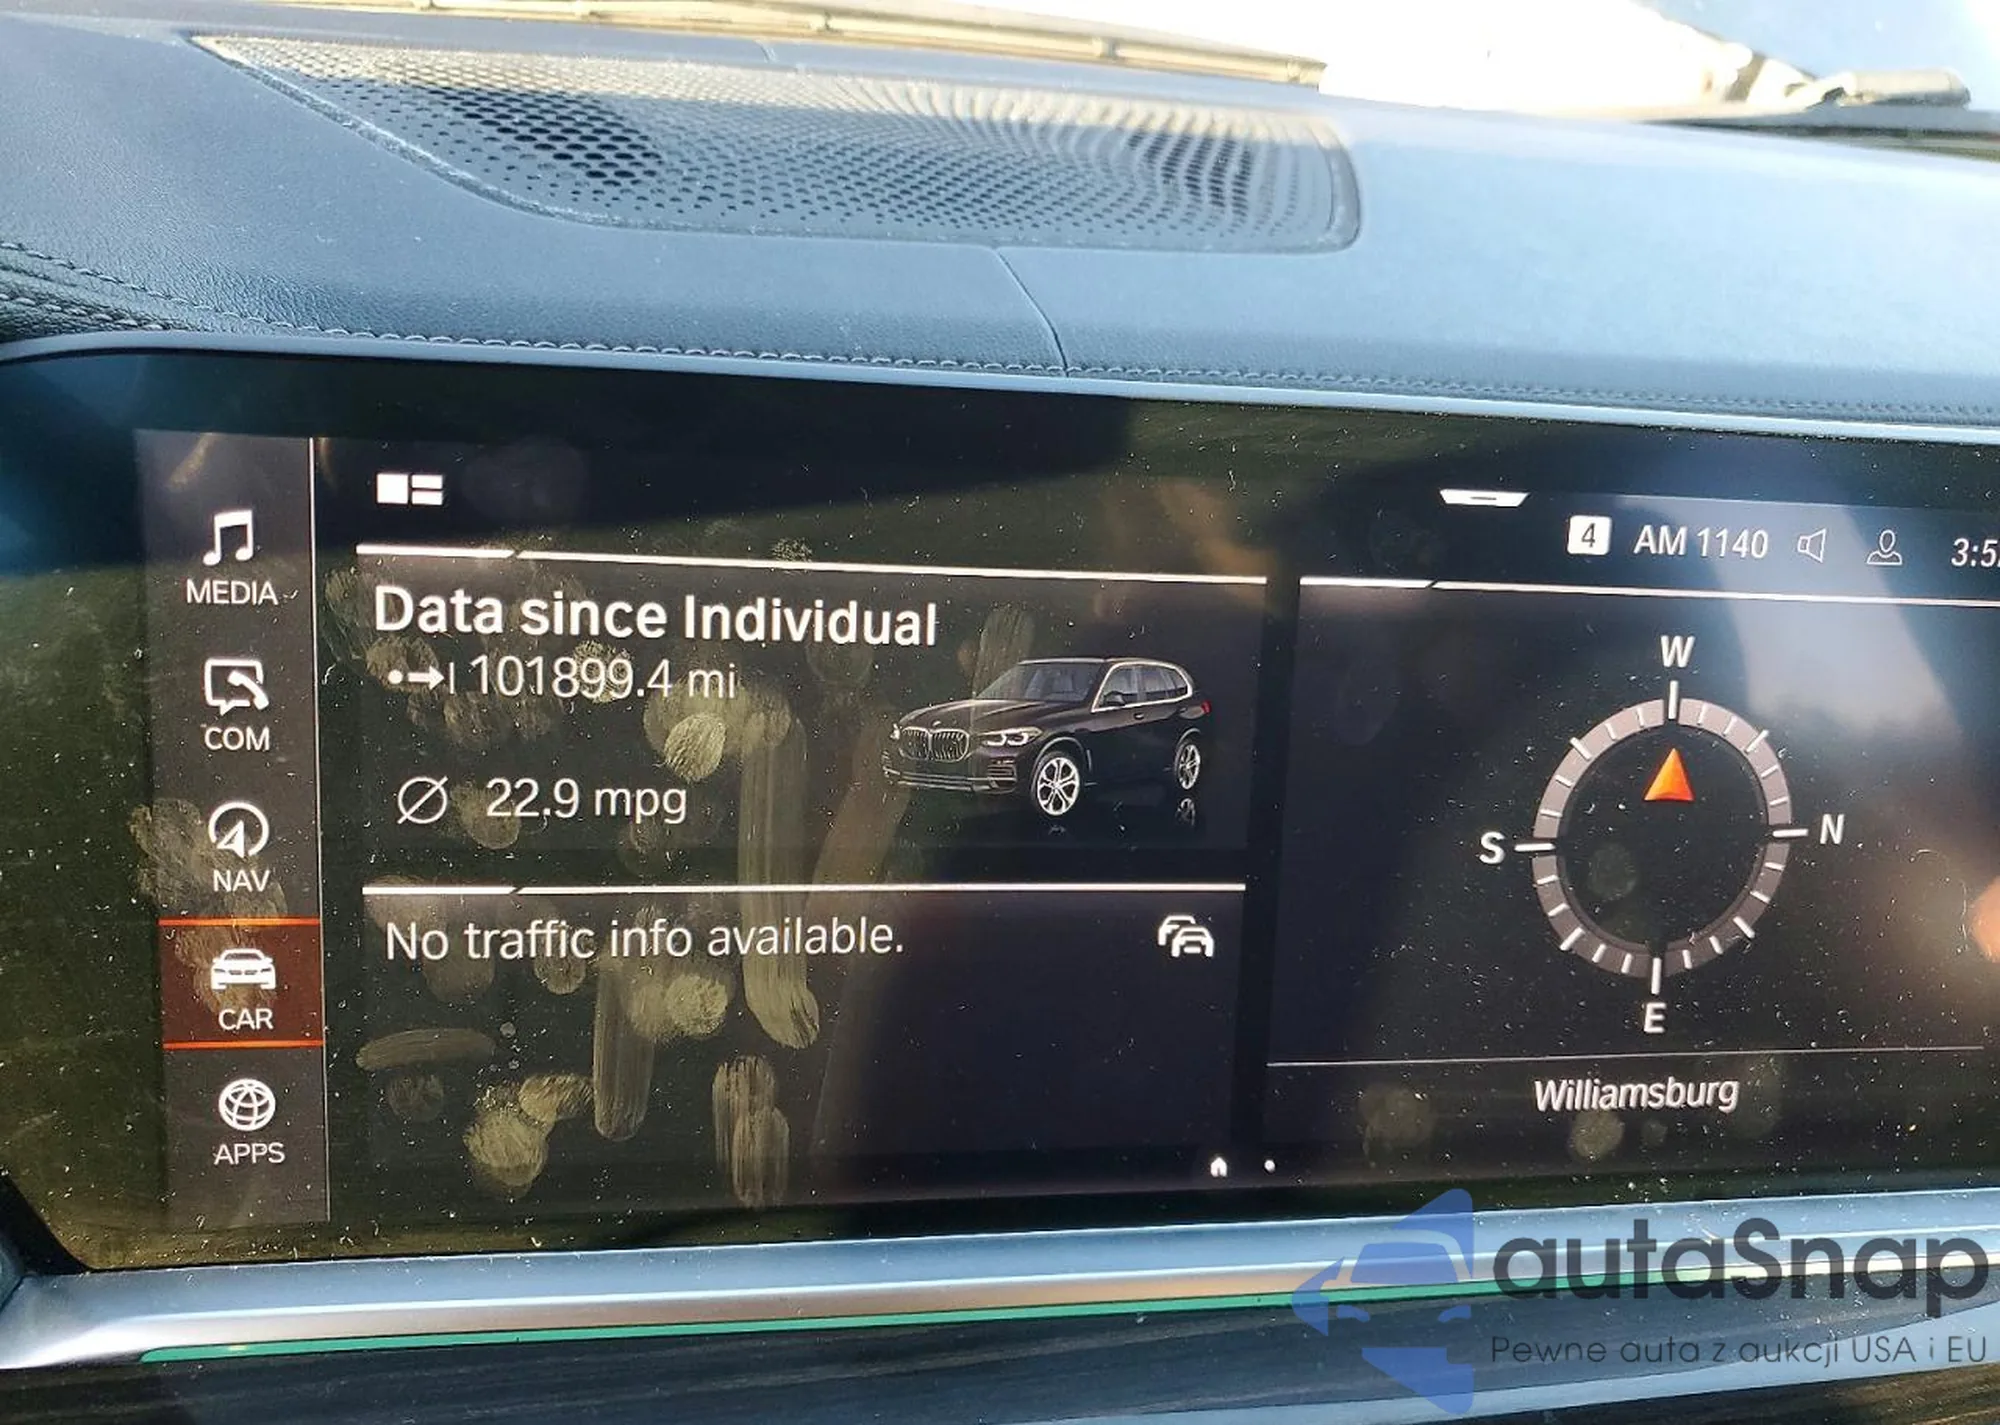 MEDIA
COM
NAV
CAR
APPS
Data since Individual
101899.4 mi
22.9 mpg
No traffic info available.
4 AM 1140
W
S
N
E
Williamsburg
autaSnap
Pewne auta z aukcji USA i EU